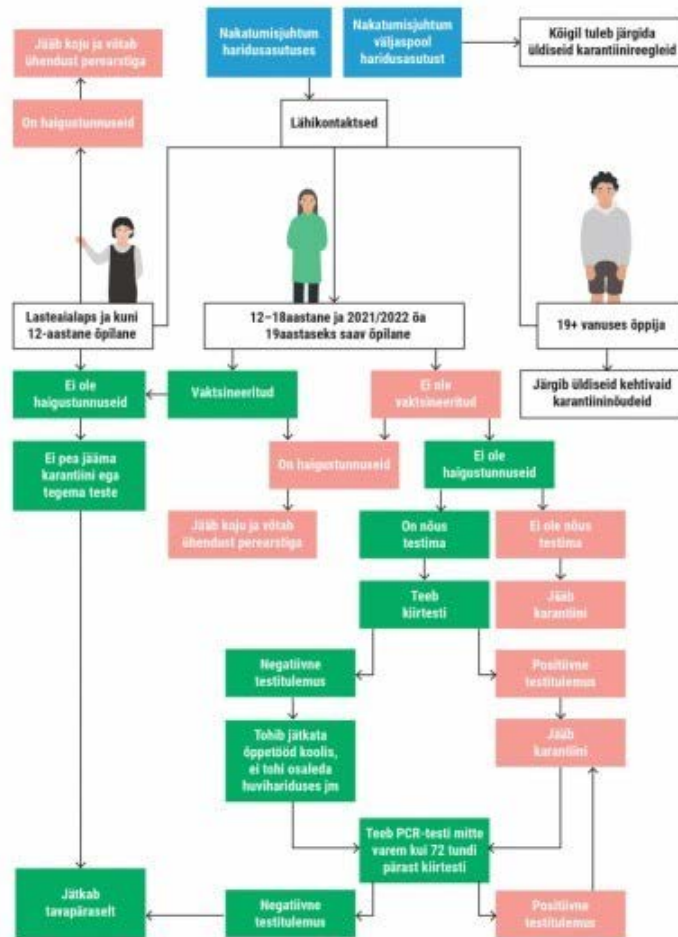 Jääb koju ja võtab
ühendust perearstiga
Nakatumisjuhtum
haridusasutuses
Nakatumisjuhtum
väljaspool
haridusasutust
Kõigil tuleb järgida
üldiseid karantiinireegleid
On haigustunnuseid
Lähikontaktsed
Lasteaialaps ja kuni
12-aastane õpilane
12–18aastane ja 2021/2022 õa
19aastaseks saav õpilane
19+ vanuses õppija
Ei ole
haigustunnuseid
Vaktsineeritud
Ei ole
vaktsineeritud
Järgib üldiseid kehtivaid
karantiininõudeid
Ei pea jääma
karantiini ega
tegema teste
On haigustunnuseid
Ei ole
haigustunnuseid
Jääb koju ja võtab
ühendust perearstiga
On nõus
testima
Ei ole nõus
testima
Teeb
kiirtesti
Jääb
karantiini
Negatiivne
testitulemus
Positiivne
testitulemus
Tohib jätkata
õppetööd koolis,
ei tohi osaleda
huvihariduses jm
Jääb
karantiini
Teeb PCR-testi mitte
varem kui 72 tundi
pärast kiirtesti
Jätkab
tavapäraselt
Negatiivne
testitulemus
Positiivne
testitulemus